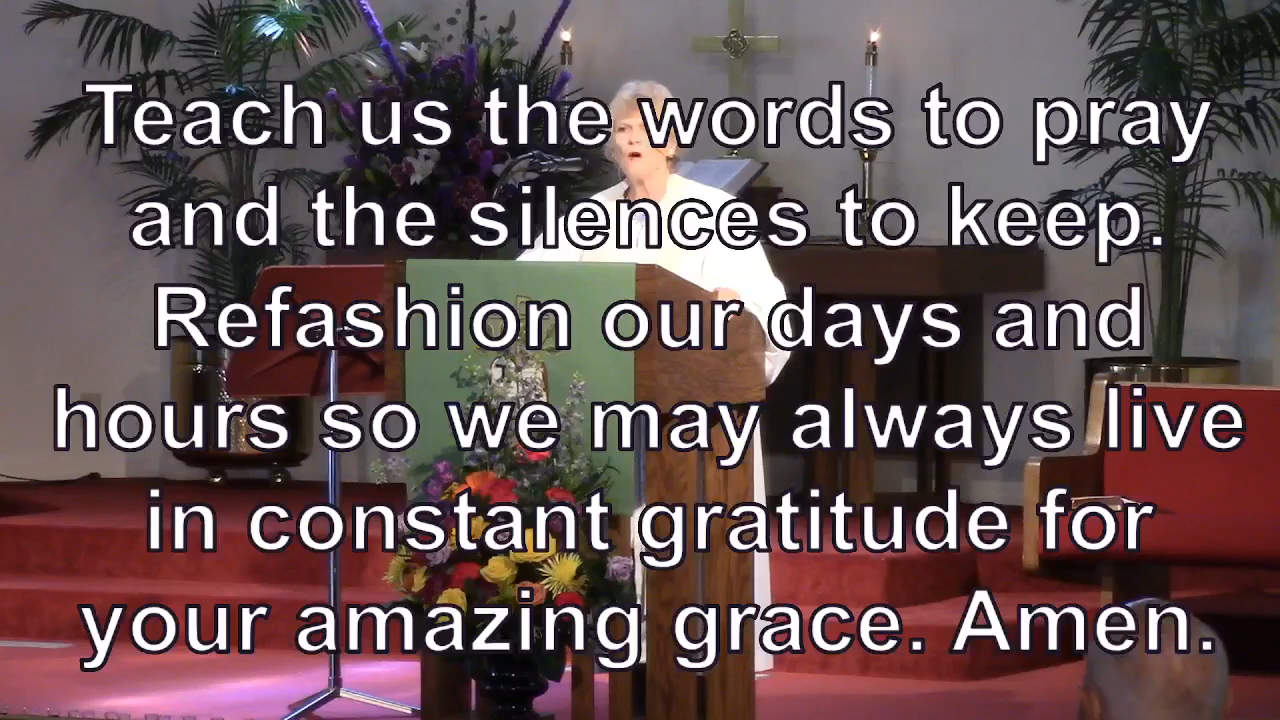 Teach us the words to pray
and the silences to keep.
Refashion our days and
hours so we may always live
in constant gratitude for
your amazing grace. Amen.